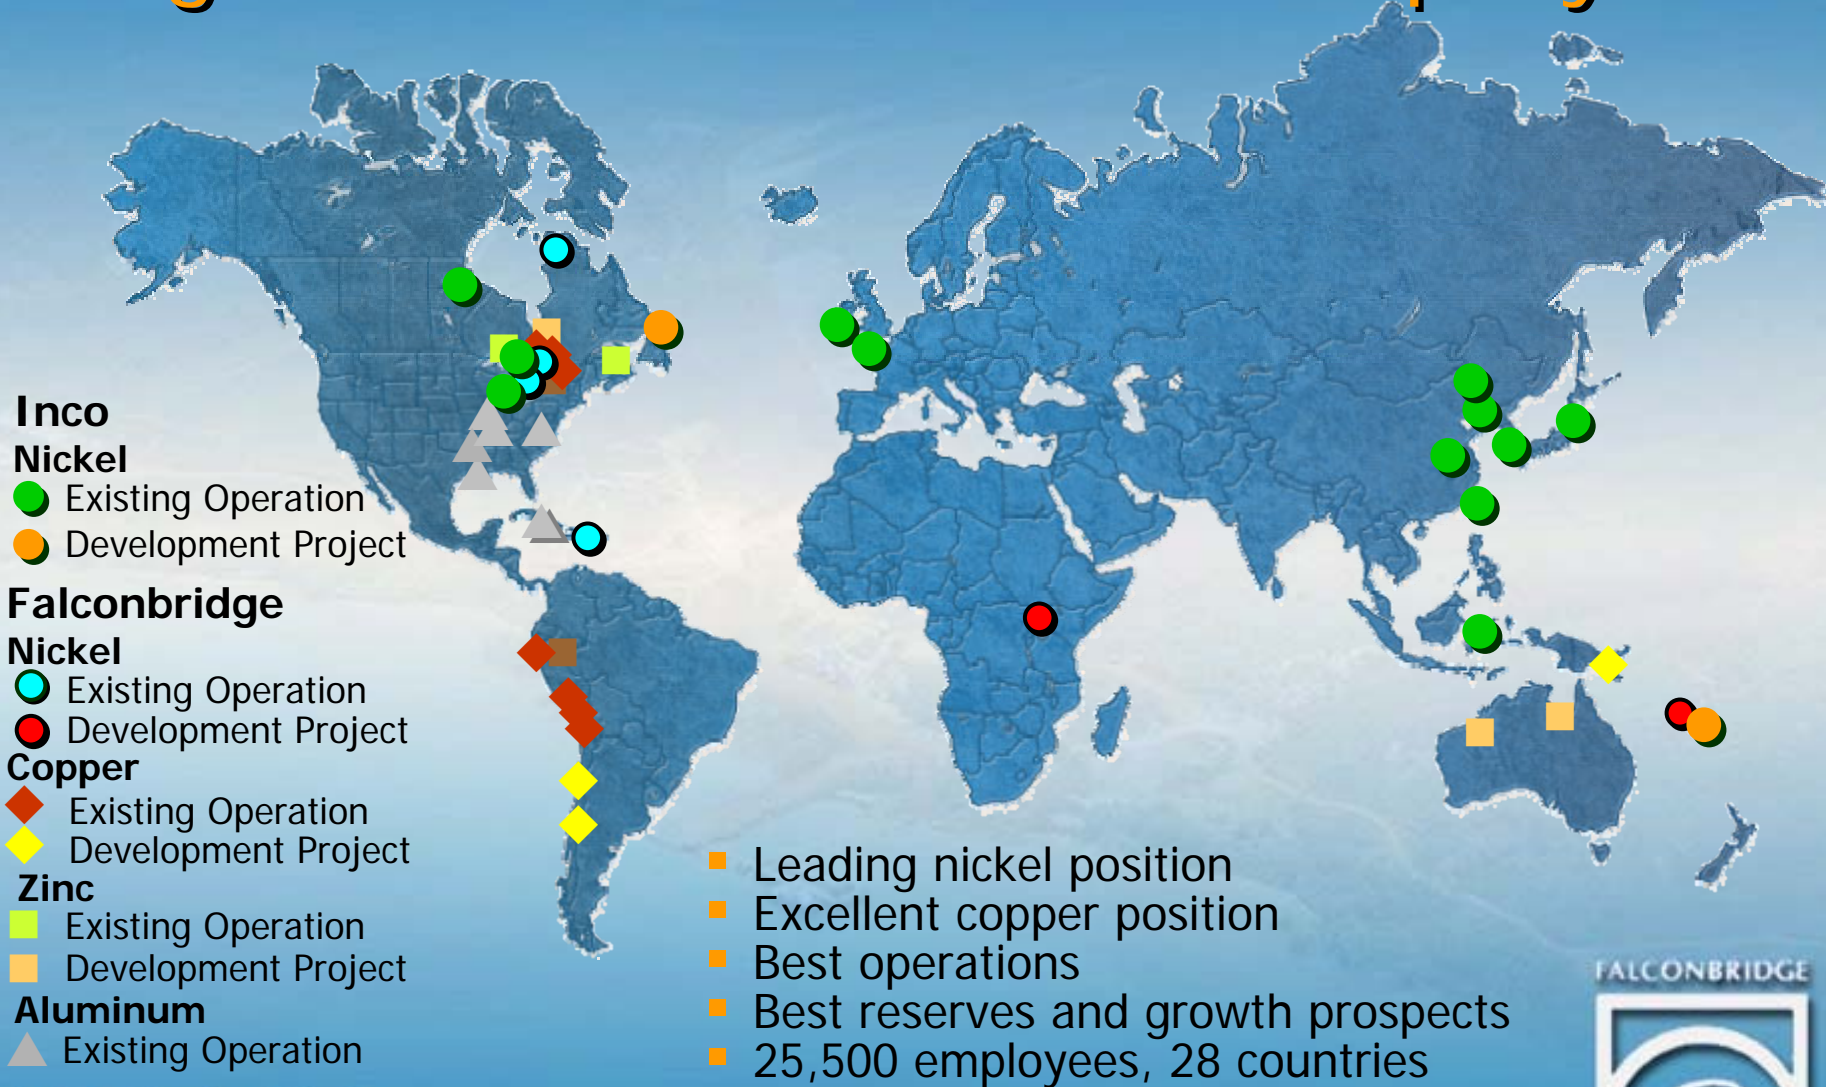 Inco
Nickel
Existing Operation
Development Project
Falconbridge
Nickel
Existing Operation
Development Project
Copper
Existing Operation
Development Project
Zinc
Existing Operation
Development Project
Aluminum
Existing Operation
Leading nickel position
Excellent copper position
Best operations
Best reserves and growth prospects
25,500 employees, 28 countries
FALCONBRIDGE